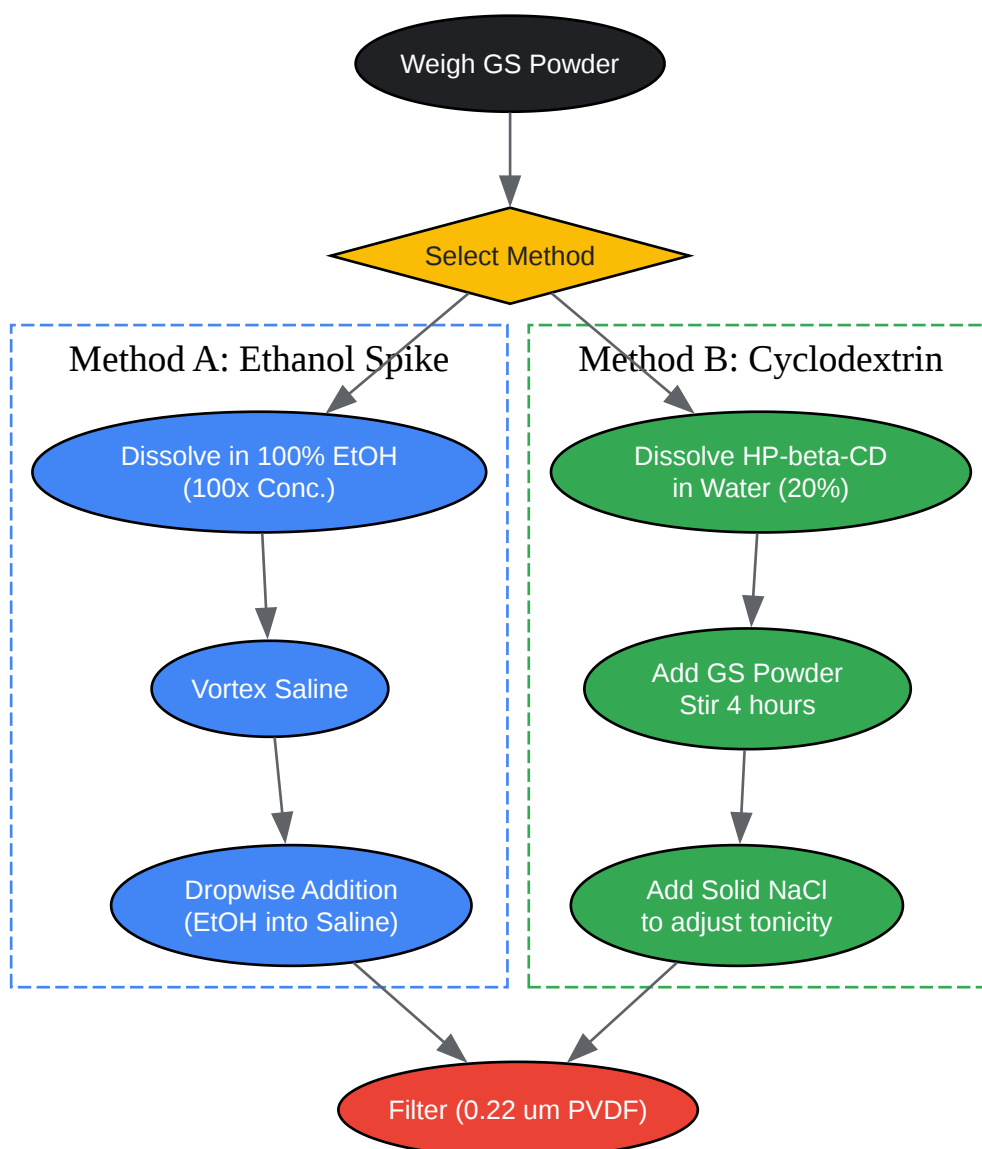 Weigh GS Powder
Select Method
Method A: Ethanol Spike
Dissolve in 100% EtOH
(100x Conc.)
Vortex Saline
Dropwise Addition
(EtOH into Saline)
Method B: Cyclodextrin
Dissolve HP-beta-CD
in Water (20%)
Add GS Powder
Stir 4 hours
Add Solid NaCl
to adjust tonicity
Filter (0.22 um PVDF)